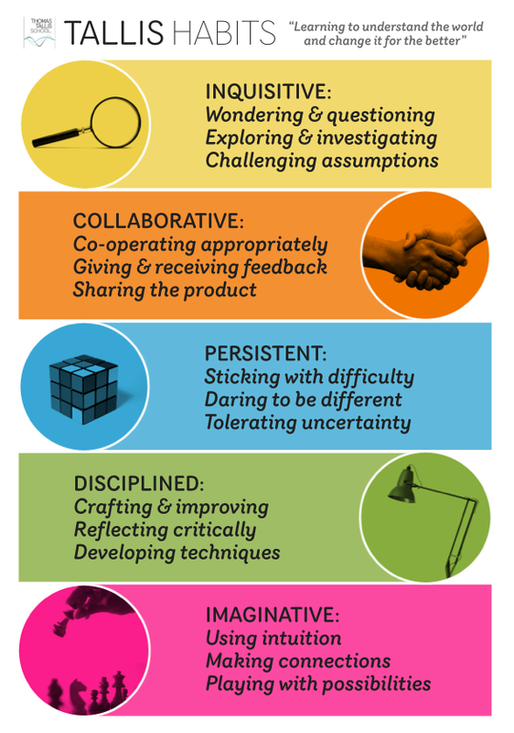 THOMAS
TALLIS
SCHOOL
TALLIS HABITS
“Learning to understand the world
and change it for the better”
INQUISITIVE:
Wondering & questioning
Exploring & investigating
Challenging assumptions
COLLABORATIVE:
Co-operating appropriately
Giving & receiving feedback
Sharing the product
PERSISTENT:
Sticking with difficulty
Daring to be different
Tolerating uncertainty
DISCIPLINED:
Crafting & improving
Reflecting critically
Developing techniques
IMAGINATIVE:
Using intuition
Making connections
Playing with possibilities